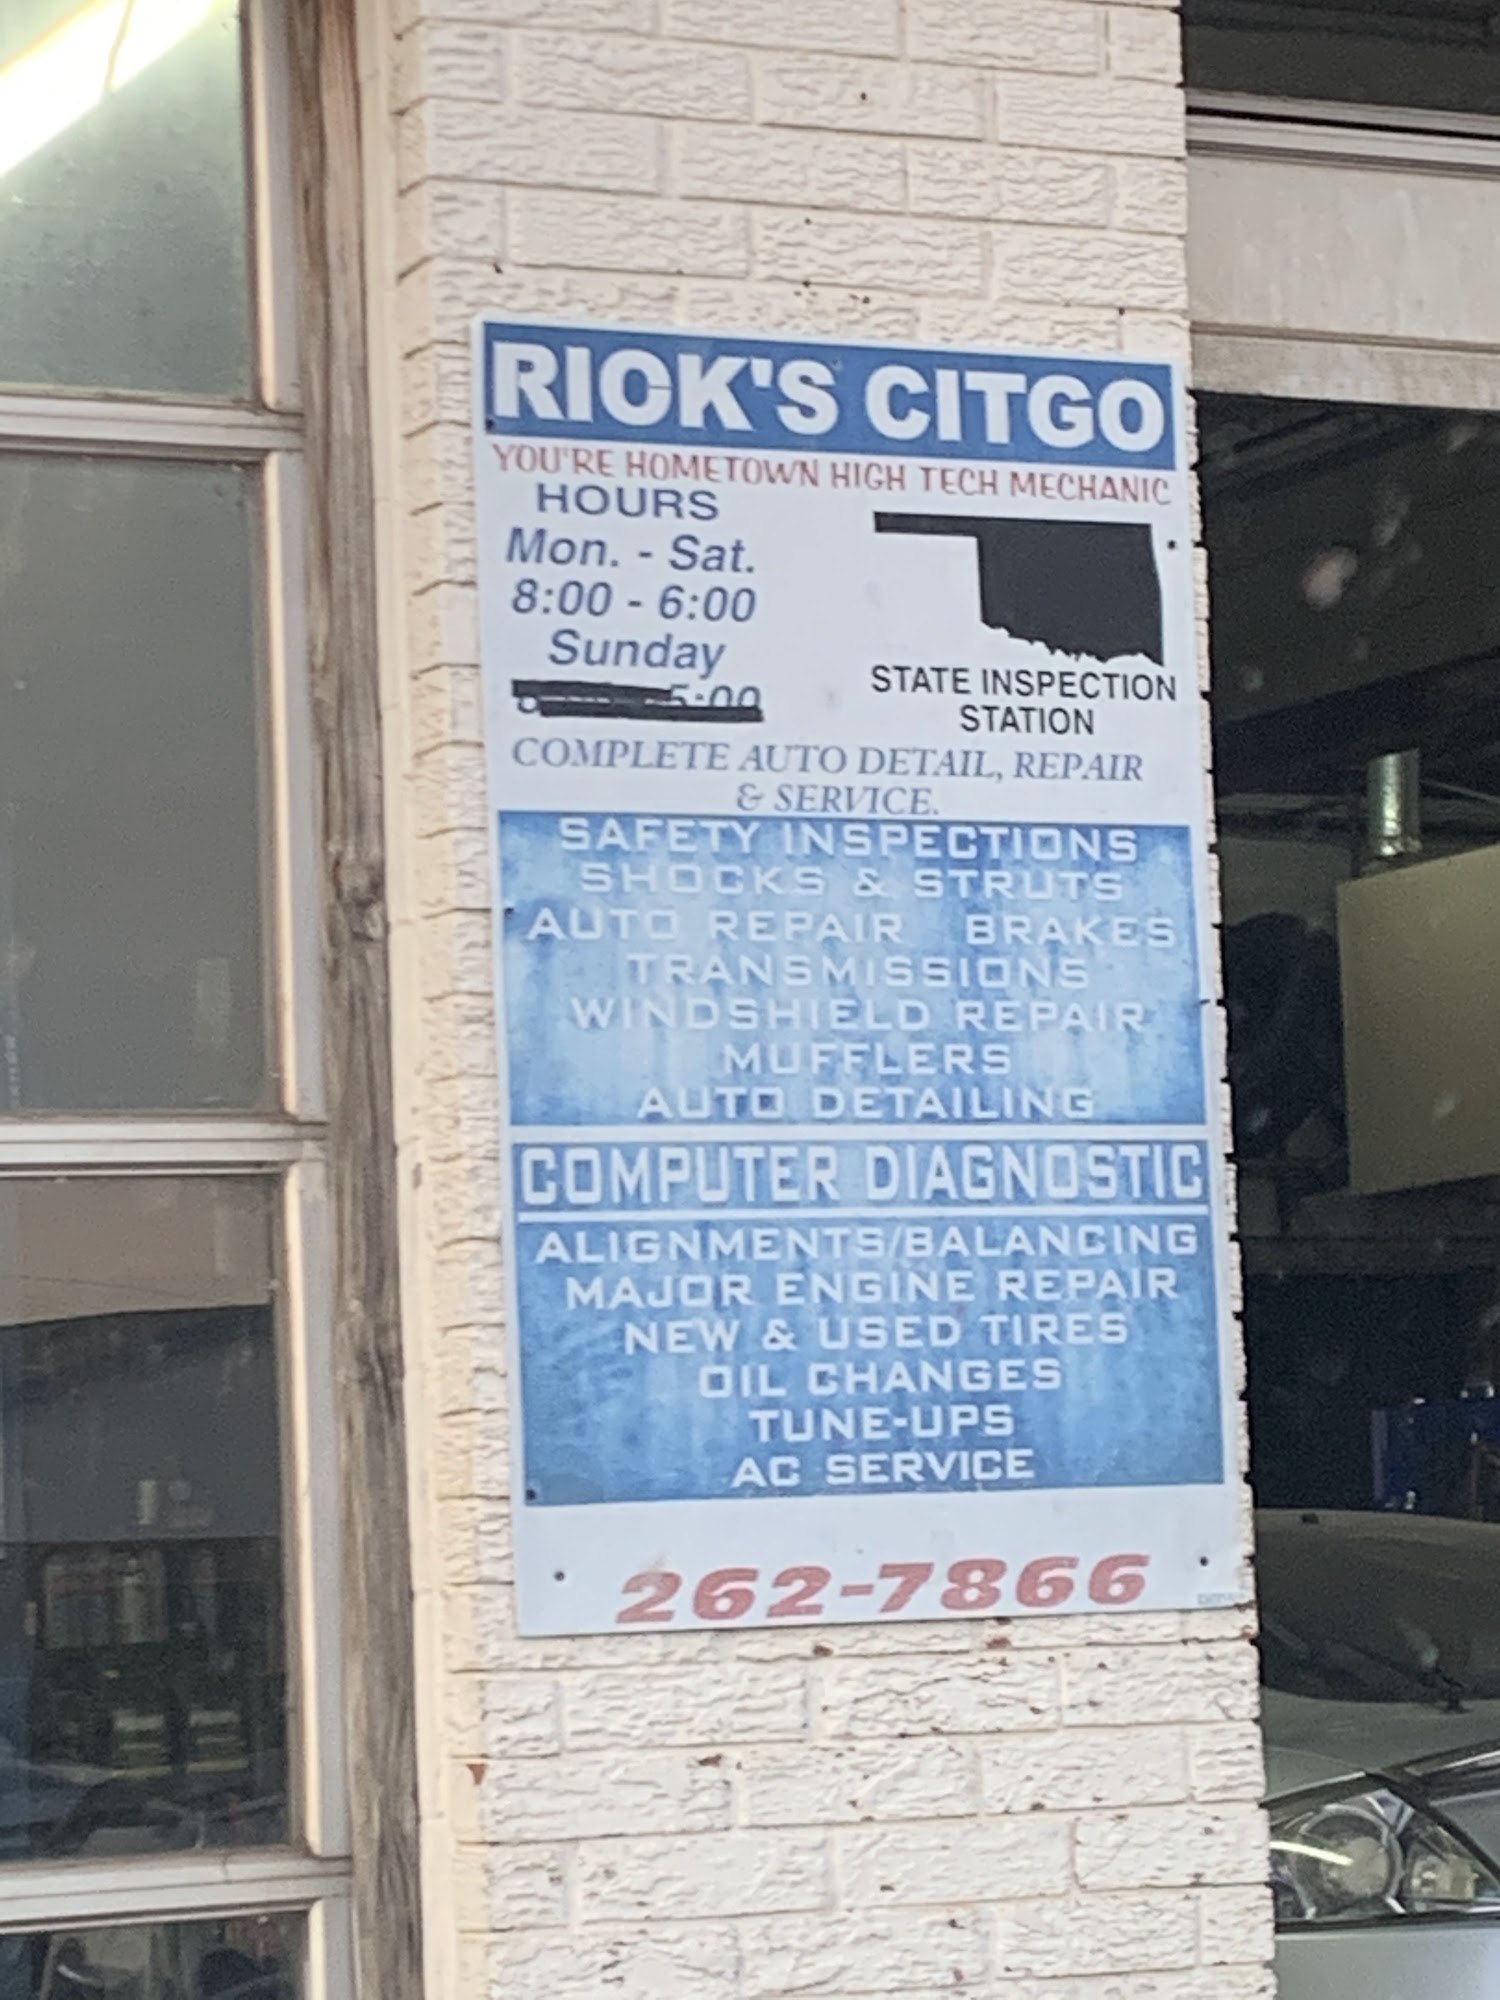 RICK'S CITGO
YOU'RE HOMETOWN HIGH TECH MECHANIC
HOURS
Mon. - Sat.
8:00 - 6:00
Sunday
5:00
STATE INSPECTION
STATION
COMPLETE AUTO DETAIL, REPAIR
& SERVICE.
SAFETY INSPECTIONS
SHOCKS & STRUTS
AUTO REPAIR BRAKES
TRANSMISSIONS
WINDSHIELD REPAIR
MUFFLERS
AUTO DETAILING
COMPUTER DIAGNOSTIC
ALIGNMENTS/BALANCING
MAJOR ENGINE REPAIR
NEW & USED TIRES
OIL CHANGES
TUNE-UPS
AC SERVICE
262-7866